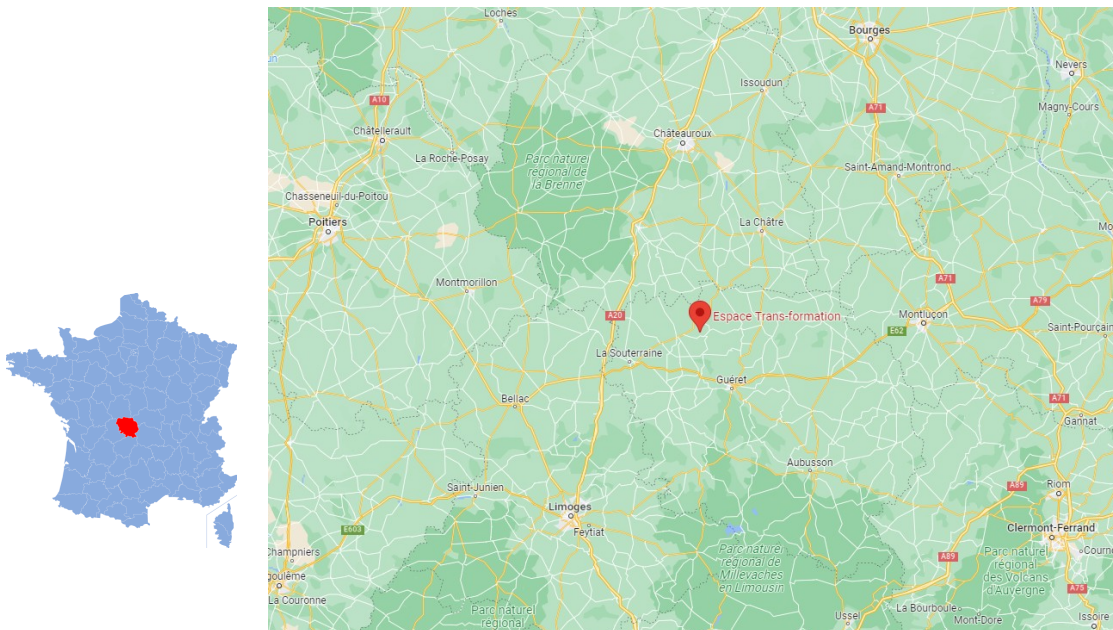 Loches
Bourges
Nevers
Issoudun
A10
A71
Magny-Cours
Châtellerault
Châteauroux
La Roche-Posay
Parc naturel
régional de
la Brenne
Saint-Amand-Montrond
Chasseneuil-du-Poitou
Poitiers
La Châtre
Montmorillon
A71
A79
A20
Espace Trans-formation
Montluçon
E62
Saint-Pourçain
La Souterraine
Guéret
Bellac
A71
Gannat
Aubusson
Saint-Junien
A89
Riom
Limoges
E603
Feytiat
Clermont-Ferrand
Champniers
Parc naturel
régional de
Millevaches
en Limousin
A89
Parc naturel
régional
des Volcans
d'Auvergne
Courno
goulême
La Couronne
A75
Parc naturel
régional
Ussel
La Bourboule
Mont-Dore
Issoire